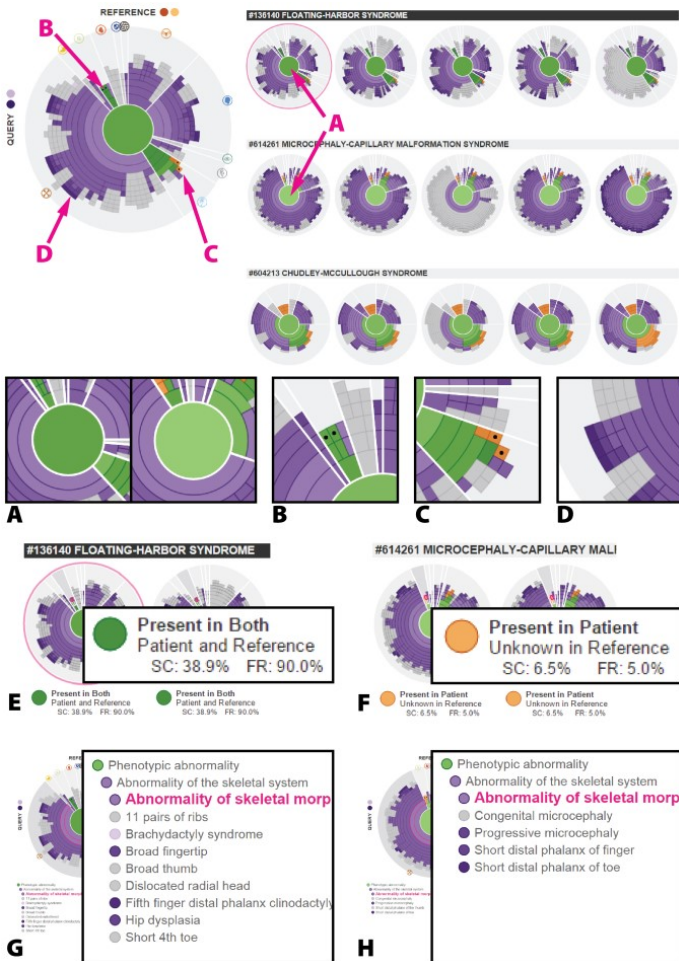 REFERENCE
#136140 FLOATING-HARBOR SYNDROME
B
QUERY
A
#614261 MICROCEPHALY-CAPILLARY MALFORMATION SYNDROME
D
C
#604213 CHUDLEY-MCCULLOUGH SYNDROME
A
B
C
D
#136140 FLOATING-HARBOR SYNDROME
#614261 MICROCEPHALY-CAPILLARY MALI
Present in Both
Patient and Reference
SC: 38.9% FR: 90.0%
Present in Patient
Unknown in Reference
SC: 6.5% FR: 5.0%
E
Present in Both
Patient and Reference
SC: 38.9% FR: 90.0%
Present in Both
Patient and Reference
SC: 38.9% FR: 90.0%
F
Present in Patient
Unknown in Reference
SC: 6.5% FR: 5.0%
Present in Patient
Unknown in Reference
SC: 6.5% FR: 5.0%
QUERY
Phenotypic abnormality
Abnormality of the skeletal system
Abnormality of skeletal morp
11 pairs of ribs
Brachydactyly syndrome
Broad fingertip
Broad thumb
Dislocated radial head
Fifth finger distal phalanx clinodactyly
Hip dysplasia
Short 4th toe
G
QUERY
Phenotypic abnormality
Abnormality of the skeletal system
Abnormality of skeletal morp
Congenital microcephaly
Progressive microcephaly
Short distal phalanx of finger
Short distal phalanx of toe
H